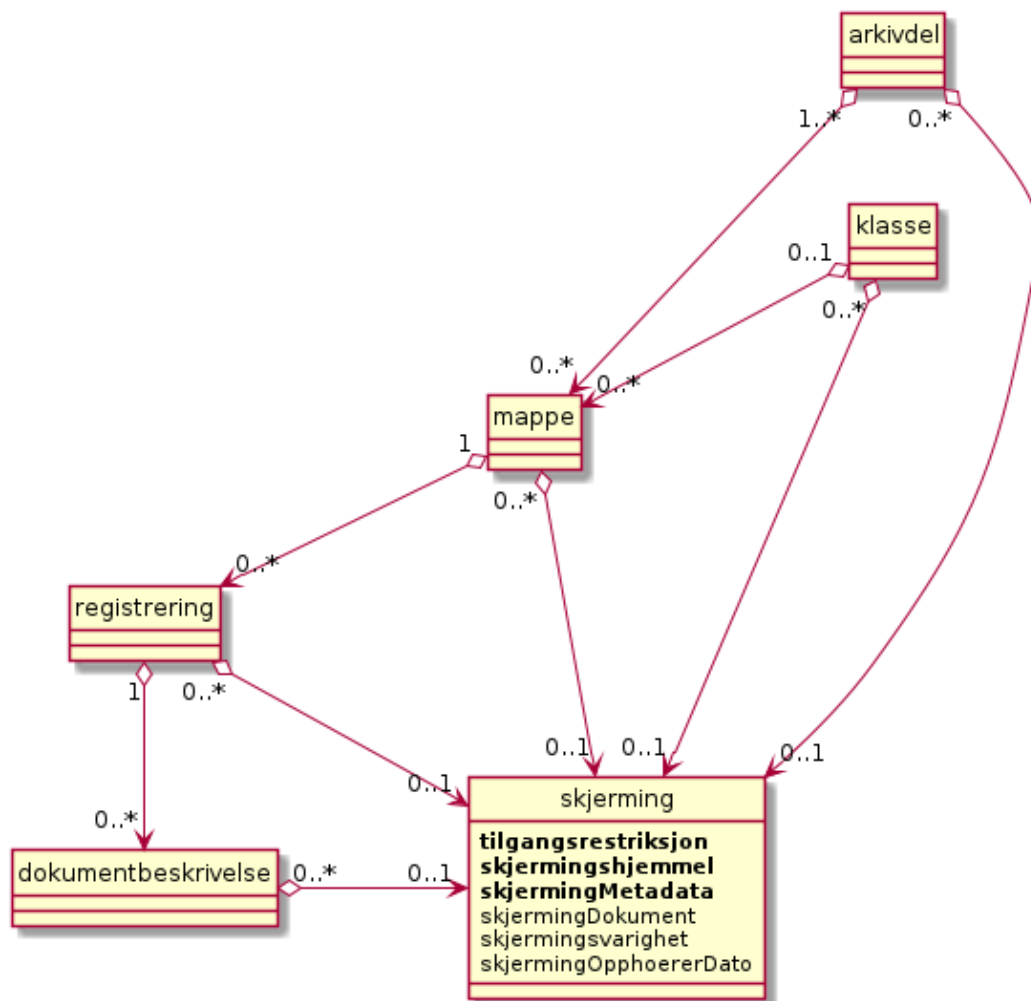 arkivdel
1..*
0..*
klasse
0..1
0..*
0..*
0..*
mappe
1
0..*
0..*
registrering
1
0..*
0..1
0..1
0..1
0..1
skjerming
0..*
tilgangsrestriksjon
skjermingshjemmel
skjermingMetadata
skjermingDokument
skjermingsvarighet
skjermingOpphoererDato
dokumentbeskrivelse
0..*
0..1